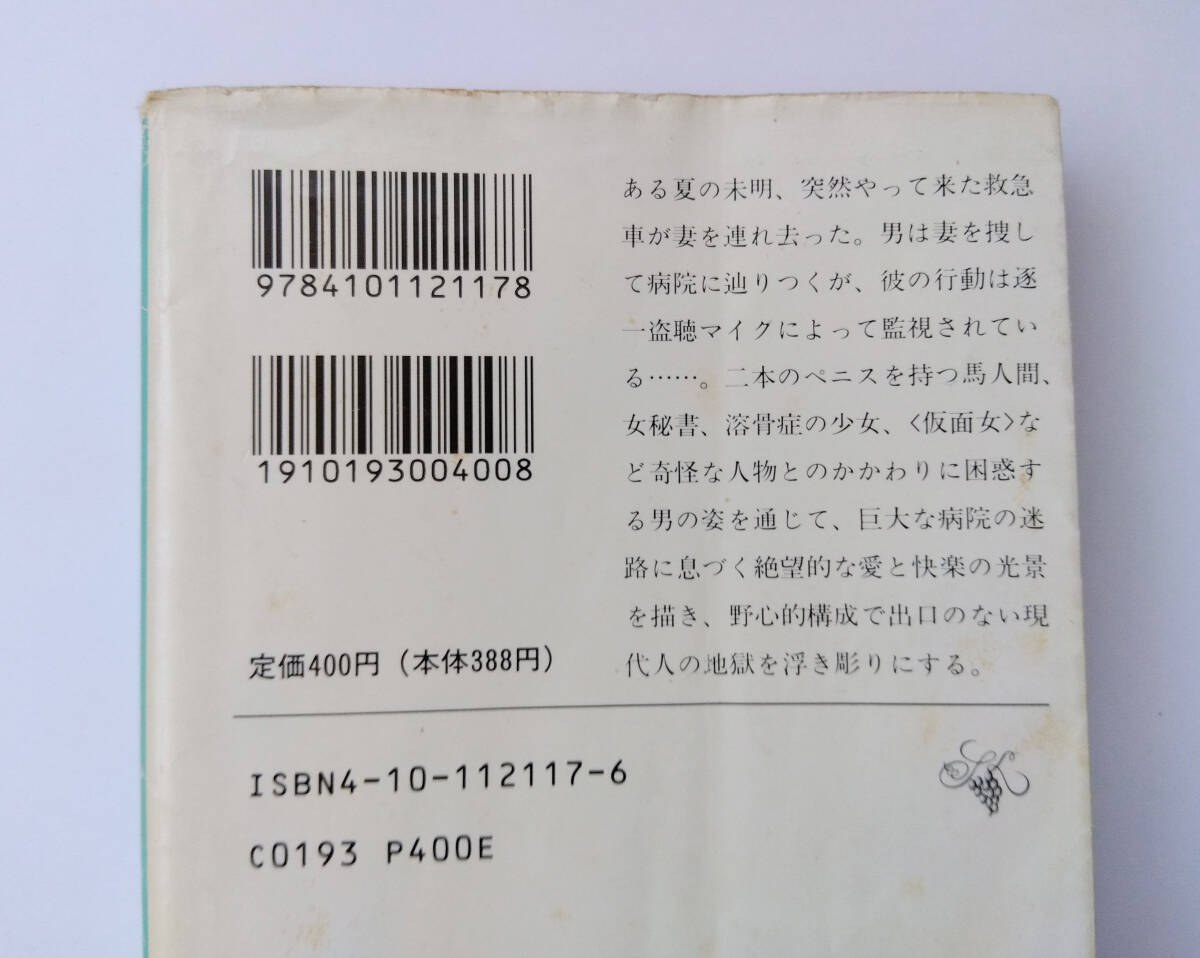 9784101121178
1910193004008
定価400円（本体388円）
ある夏の未明、突然やって来た救急
車が妻を連れ去った。男は妻を捜し
て病院に辿りつくが、彼の行動は逐
一盗聴マイクによって監視されてい
る……。二本のペニスを持つ馬人間、
女秘書、溶骨症の少女、〈仮面女〉な
ど奇怪な人物とのかかわりに困惑す
る男の姿を通じて、巨大な病院の迷
路に息づく絶望的な愛と快楽の光景
を描き、野心的構成で出口のない現
代人の地獄を浮き彫りにする。
ISBN4-10-112117-6
C0193 P400E